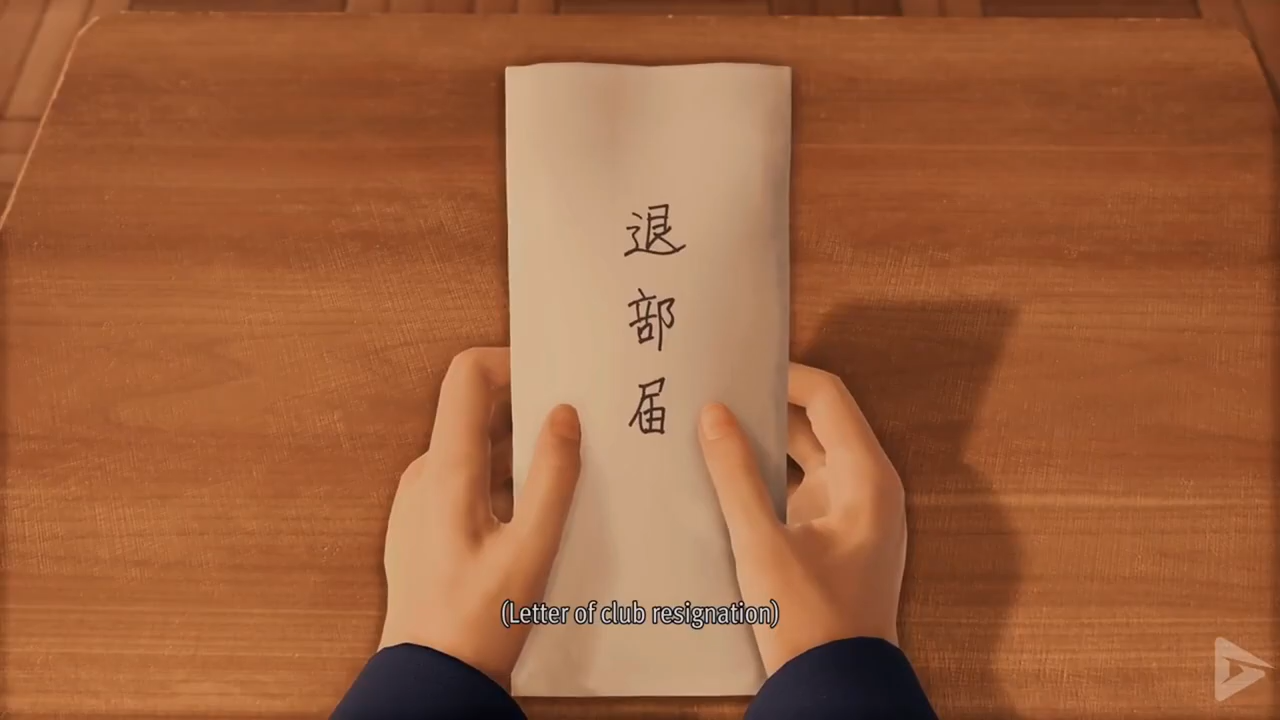 退部届
(Letter of club resignation)